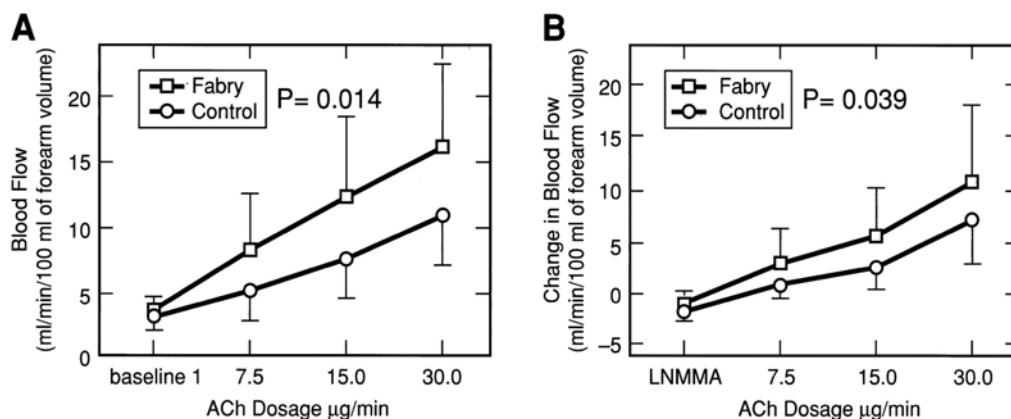 A
Blood Flow
(ml/min/100 ml of forearm volume)
20
15
10
5
0
Fabry
Control
P= 0.014
baseline 1 7.5 15.0 30.0
ACh Dosage μg/min
B
Change in Blood Flow
(ml/min/100 ml of forearm volume)
20
15
10
5
0
–5
Fabry
Control
P= 0.039
LNMMA 7.5 15.0 30.0
ACh Dosage μg/min